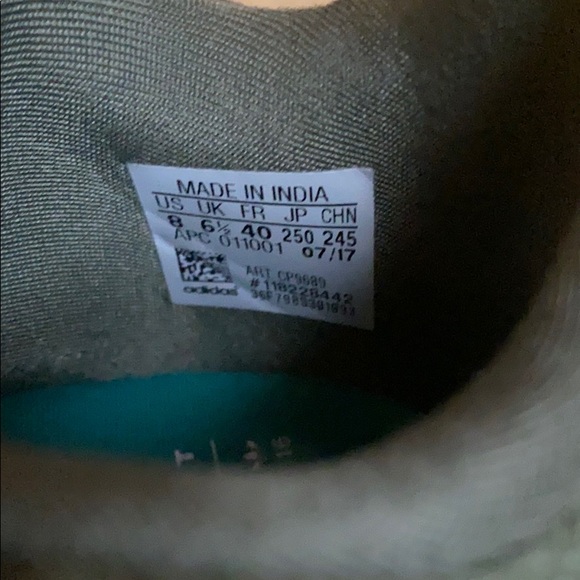 MADE IN INDIA
US UK FR JP CHN
8 6½ 40 250 245
APC 011001 07/17
ART CP9689
#118228442
adidas